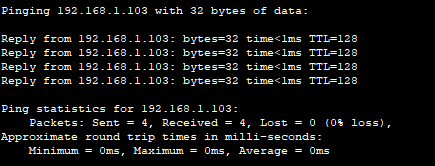 Pinging 192.168.1.103 with 32 bytes of data:
Reply from 192.168.1.103: bytes=32 time<1ms TTL=128
Reply from 192.168.1.103: bytes=32 time<1ms TTL=128
Reply from 192.168.1.103: bytes=32 time<1ms TTL=128
Reply from 192.168.1.103: bytes=32 time<1ms TTL=128
Ping statistics for 192.168.1.103:
Packets: Sent = 4, Received = 4, Lost = 0 (0% loss),
Approximate round trip times in milli-seconds:
Minimum = 0ms, Maximum = 0ms, Average = 0ms